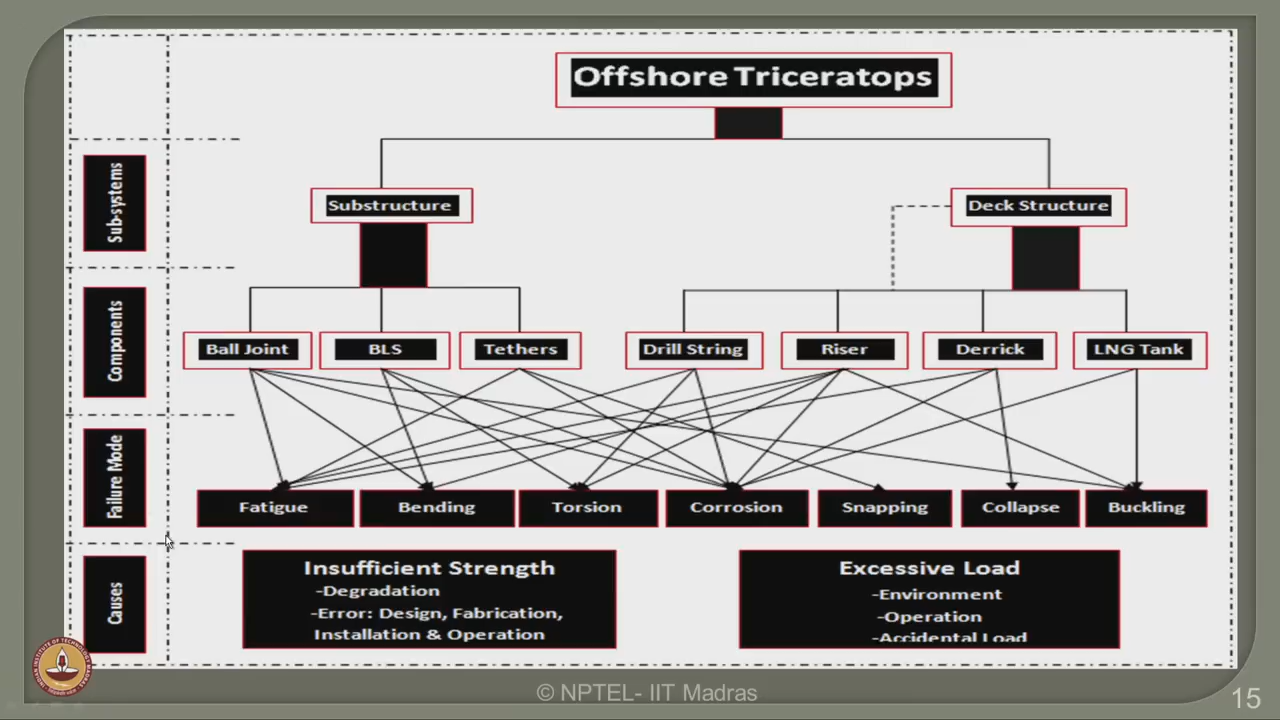 Offshore Triceratops
Sub-systems
Substructure
Deck Structure
Components
Ball Joint
BLS
Tethers
Drill String
Riser
Derrick
LNG Tank
Failure Mode
Fatigue
Bending
Torsion
Corrosion
Snapping
Collapse
Buckling
Causes
Insufficient Strength
-Degradation
-Error: Design, Fabrication,
Installation & Operation
Excessive Load
-Environment
-Operation
-Accidental Load
© NPTEL- IIT Madras
15